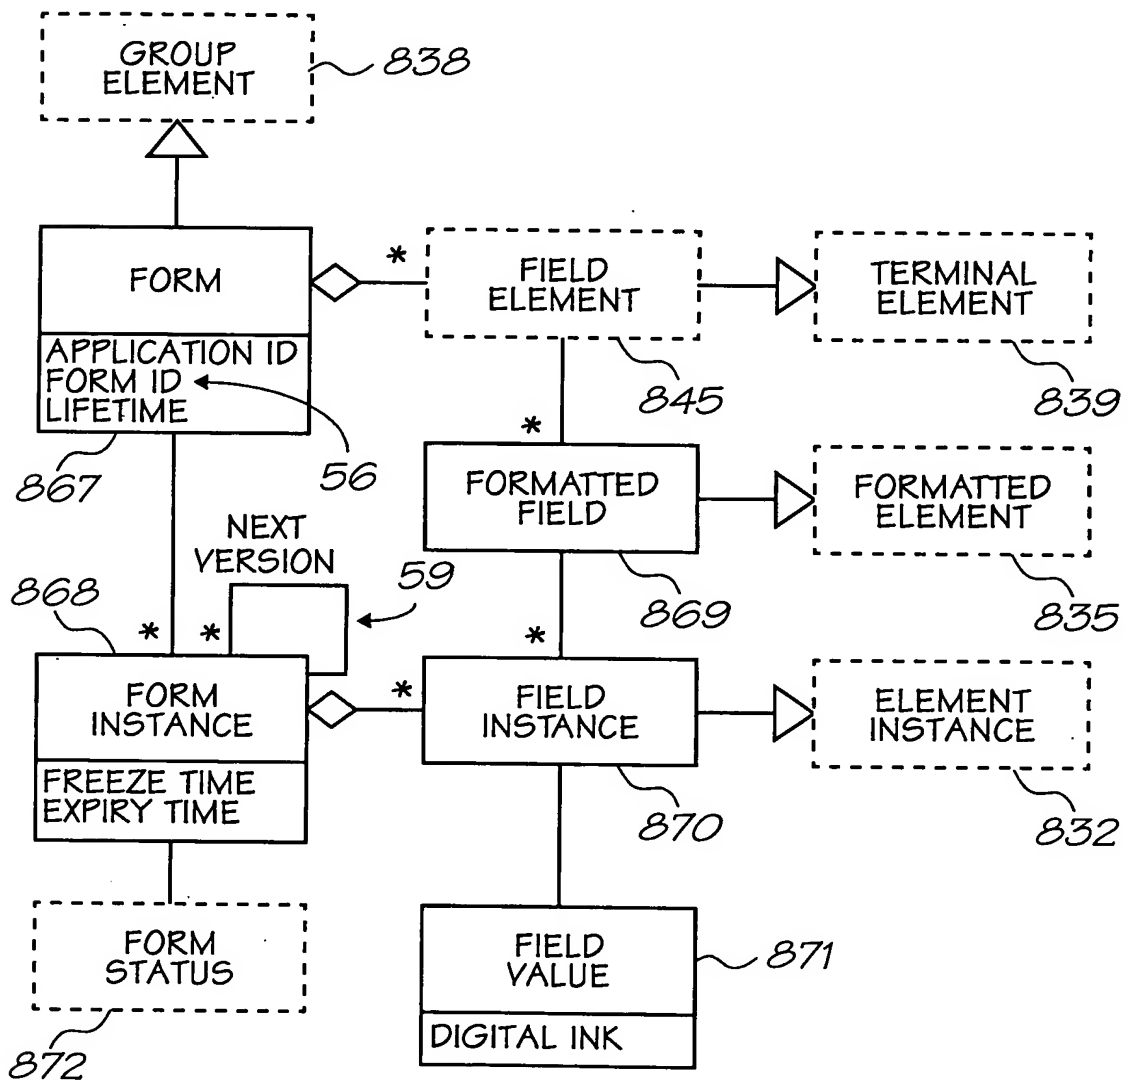 GROUP
ELEMENT
838
FORM
*
FIELD
ELEMENT
TERMINAL
ELEMENT
APPLICATION ID
FORM ID
LIFETIME
845
839
867
56
*
FORMATTED
FIELD
FORMATTED
ELEMENT
NEXT
VERSION
59
868
869
835
*
*
*
FORM
INSTANCE
*
FIELD
INSTANCE
ELEMENT
INSTANCE
FREEZE TIME
EXPIRY TIME
870
832
FORM
STATUS
FIELD
VALUE
871
DIGITAL INK
872